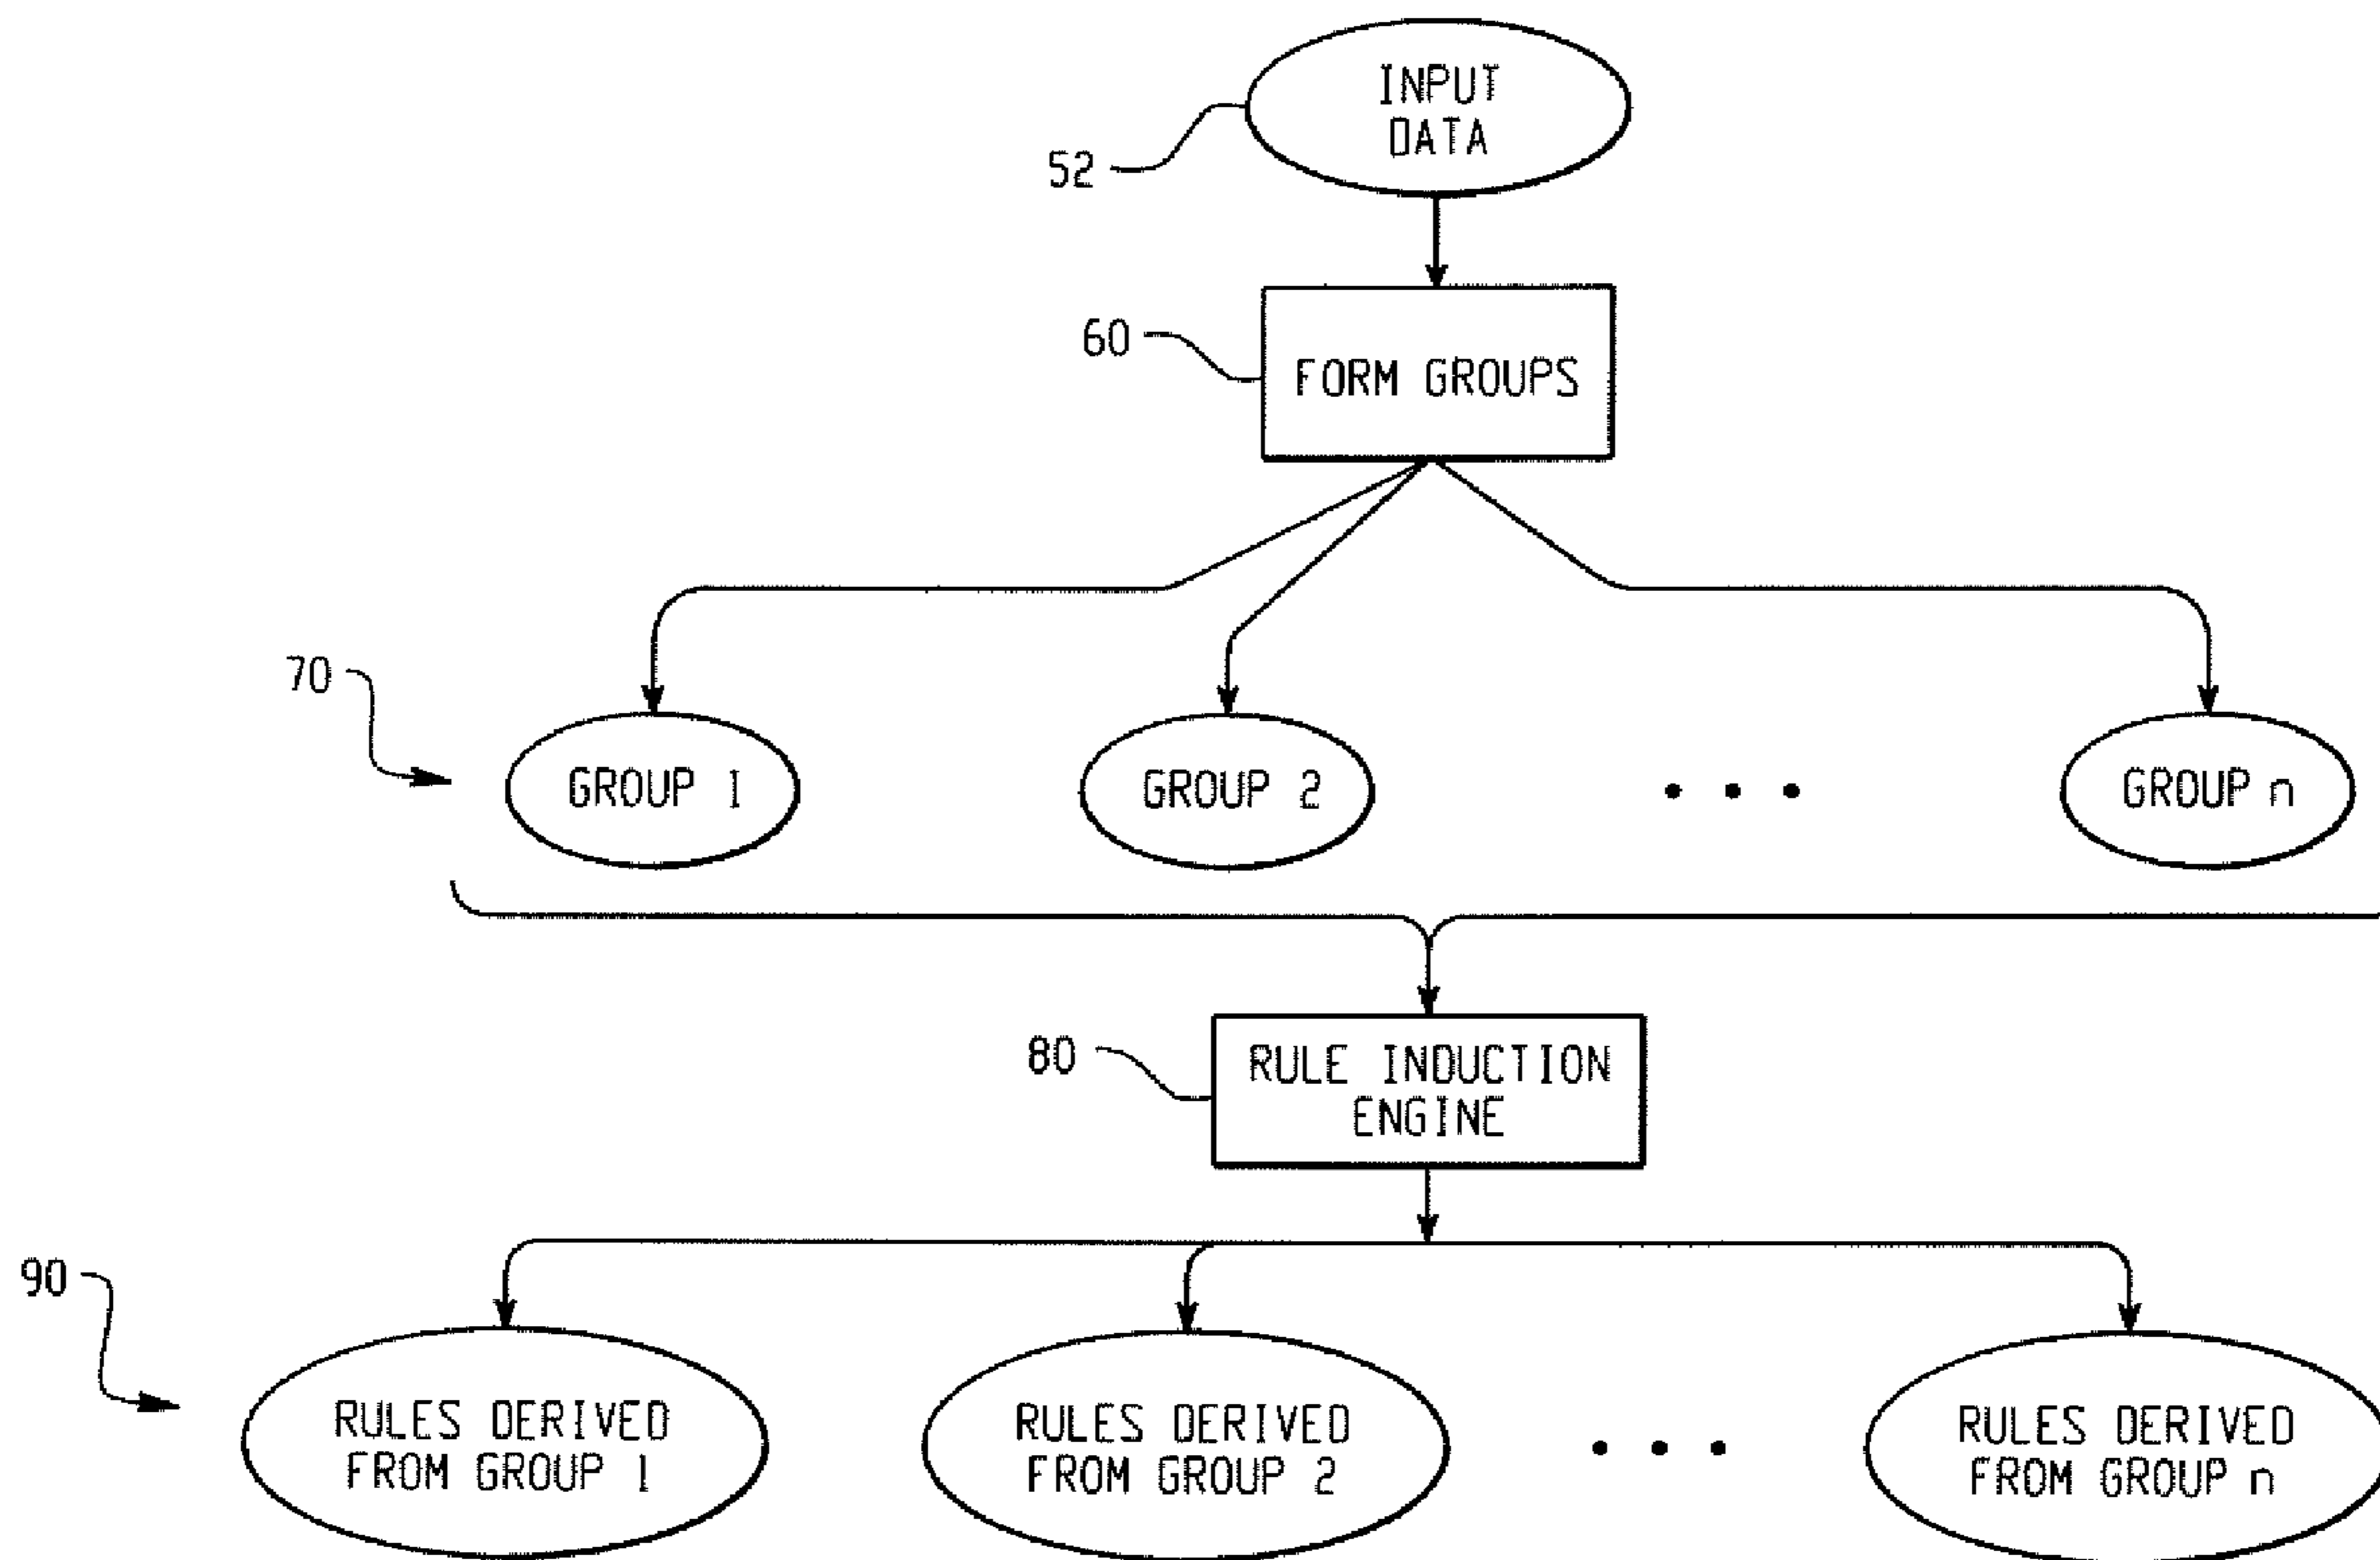 INPUT
DATA
52
60
FORM GROUPS
70
GROUP 1
GROUP 2
GROUP n
80
RULE INDUCTION
ENGINE
90
RULES DERIVED
FROM GROUP 1
RULES DERIVED
FROM GROUP 2
RULES DERIVED
FROM GROUP n